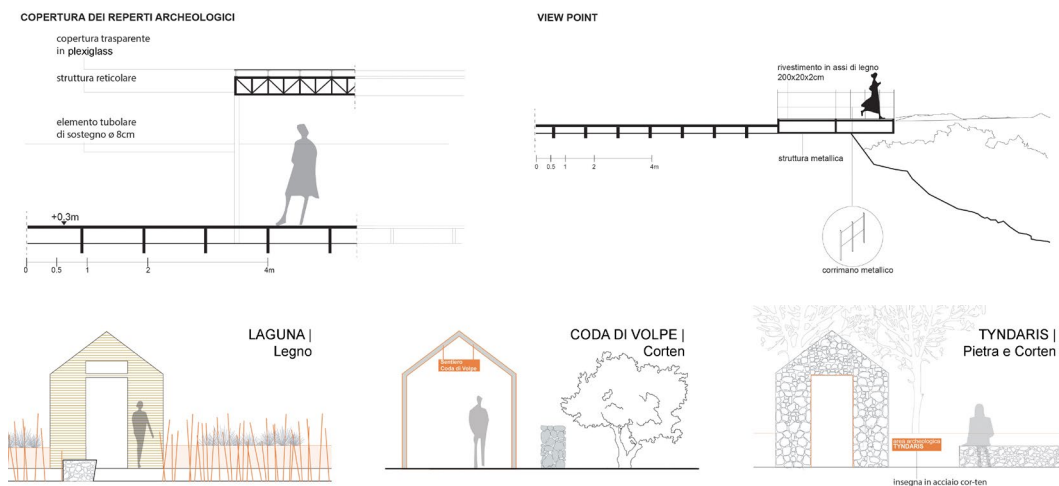 COPERTURA DEI REPERTI ARCHEOLOGICI
copertura trasparente
in plexiglass
struttura reticolare
elemento tubolare
di sostegno ø 8cm
+0.3m
0 0.5 1 2 4m
VIEW POINT
rivestimento in assi di legno
200x20x2cm
struttura metallica
0 0.5 1 2 4m
corrimano metallico
LAGUNA |
Legno
CODA DI VOLPE |
Corten
Sentiero
Coda di Volpe
TYNDARIS |
Pietra e Corten
area archeologica
TYNDARIS
insegna in acciaio cor-ten